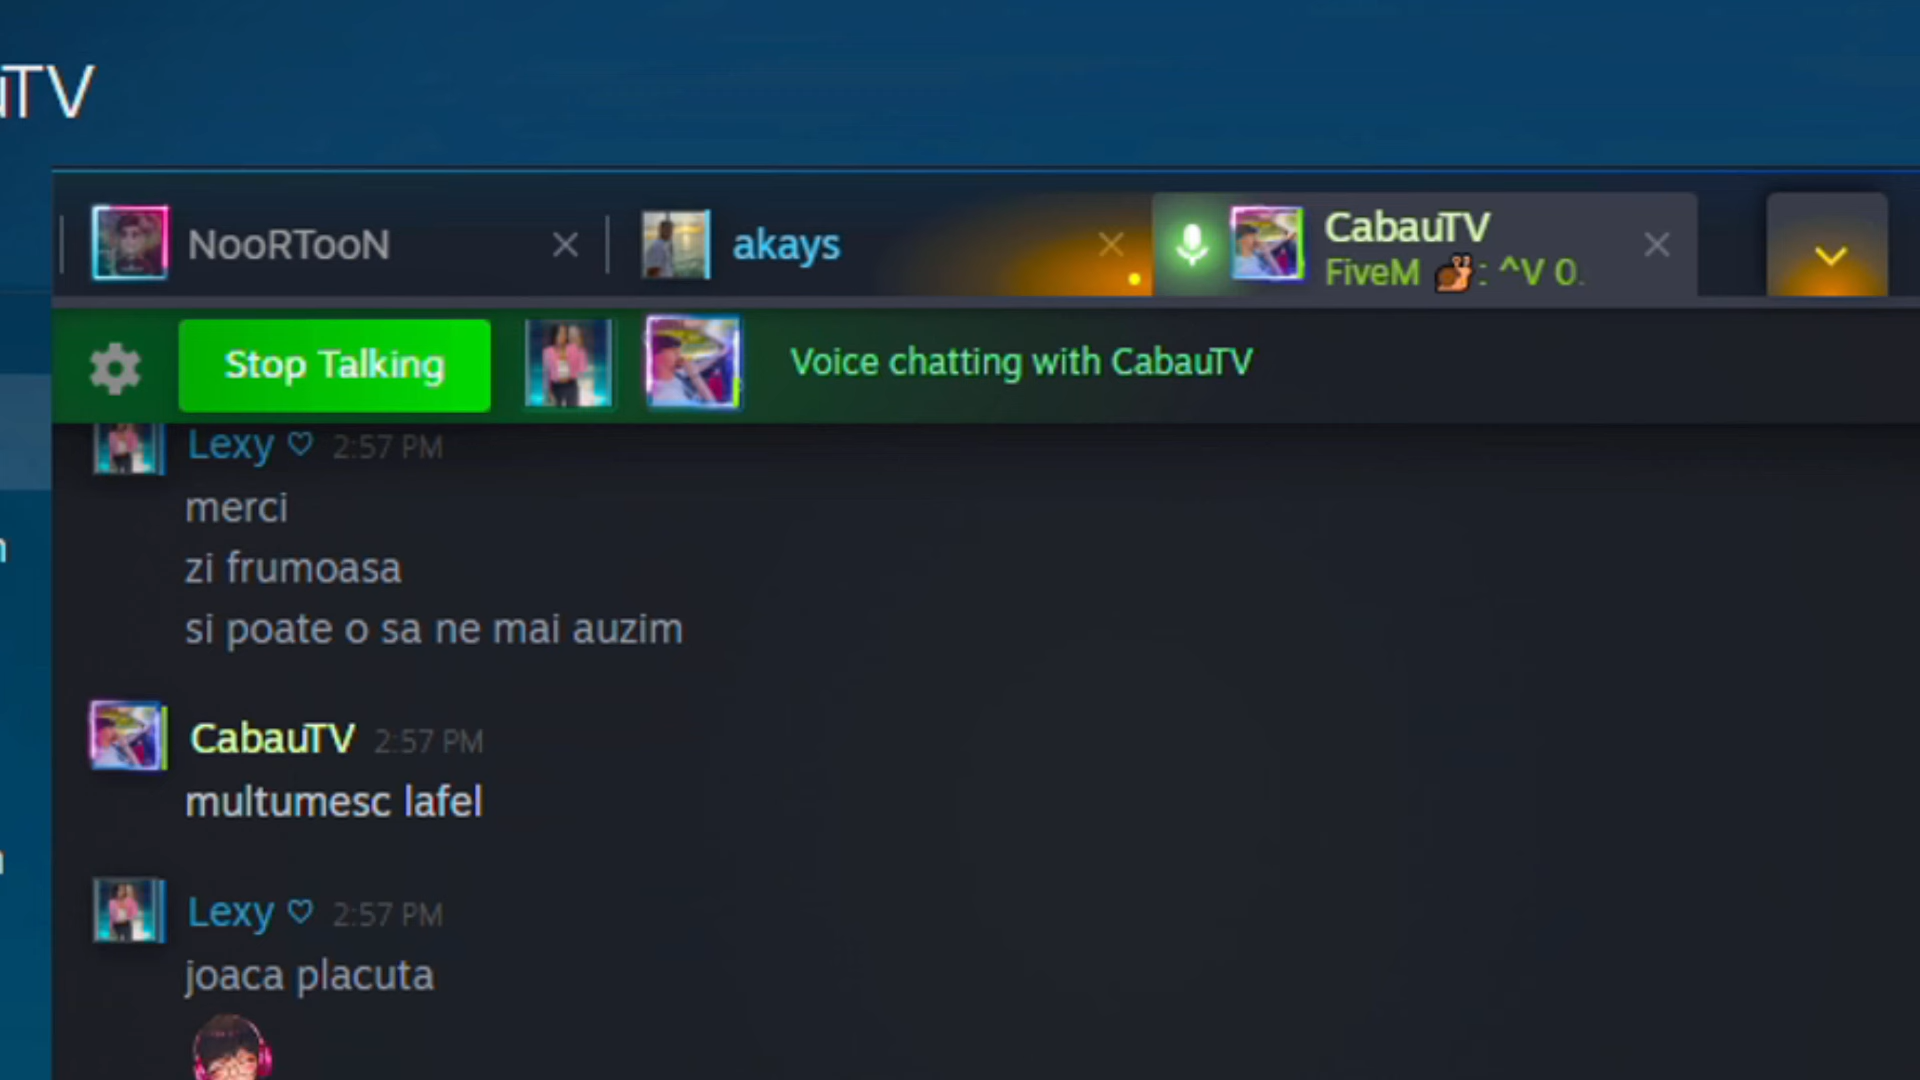 uTV
NooRTooN
akays
CabauTV
FiveM 🐌: ^V 0.
Stop Talking
Voice chatting with CabauTV
Lexy ♡ 2:57 PM
merci
zi frumoasa
si poate o sa ne mai auzim
CabauTV 2:57 PM
multumesc lafel
Lexy ♡ 2:57 PM
joaca placuta